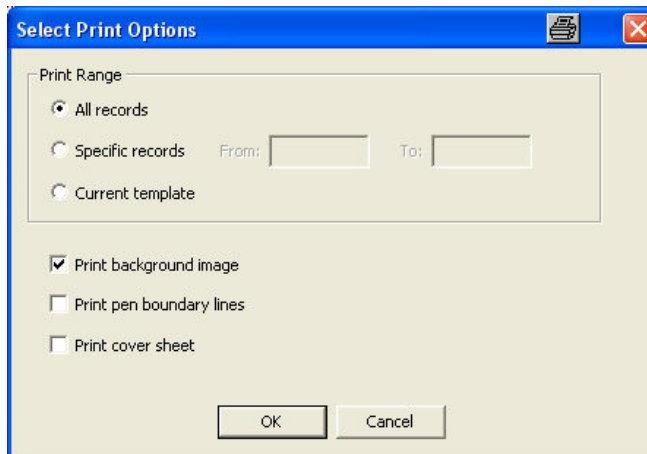 Select Print Options
Print Range
All records
Specific records From: To:
Current template
Print background image
Print pen boundary lines
Print cover sheet
OK Cancel